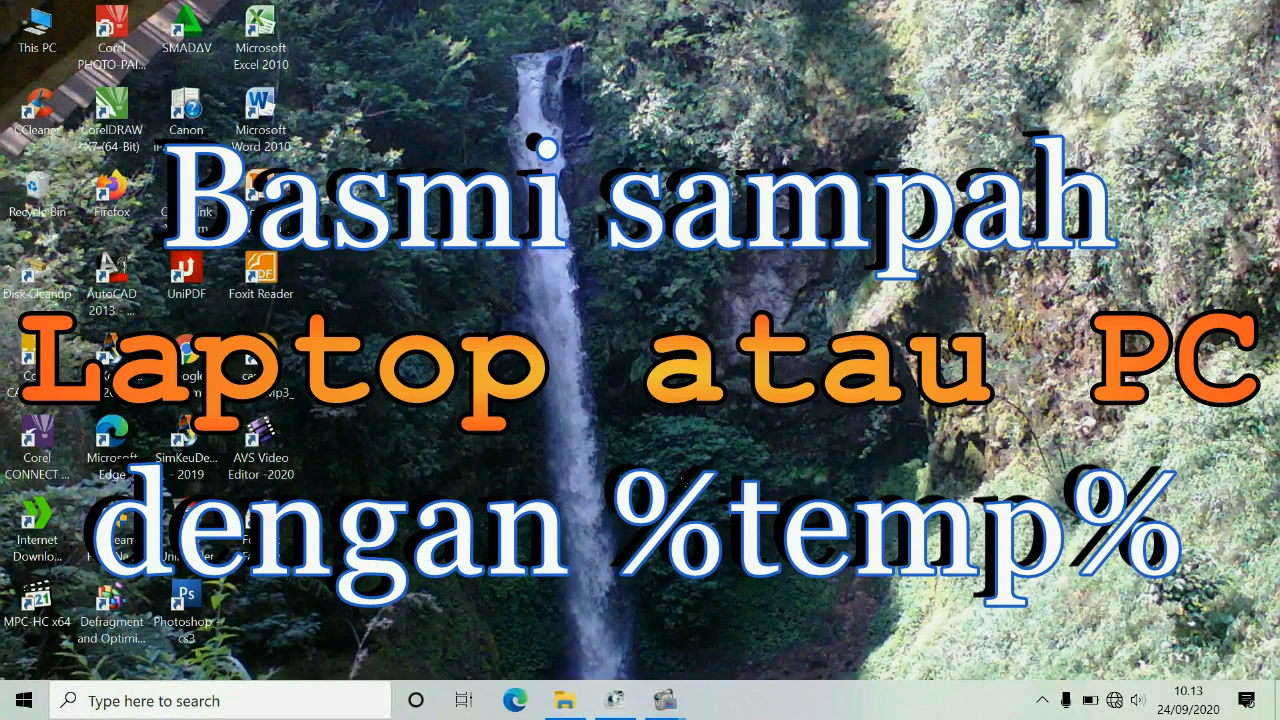 This PC
Corel
PHOTO-PAI...
SMADAV
Microsoft
Excel 2010
CCleaner
CorelDRAW
X7 (64-Bit)
Canon
Microsoft
Word 2010
Basmi sampah
Recycle Bin
Firefox
Disk Cleanup
AutoCAD
2013 - ...
UniPDF
Foxit Reader
Laptop atau PC
Corel
CONNECT ...
Microsoft
Edge
SimKeuDe...
- 2019
AVS Video
Editor -2020
dengan %temp%
Internet
Downlo...
MPC-HC x64
Defragment
and Optimi...
Photoshop
cs3
Type here to search
10.13
24/09/2020